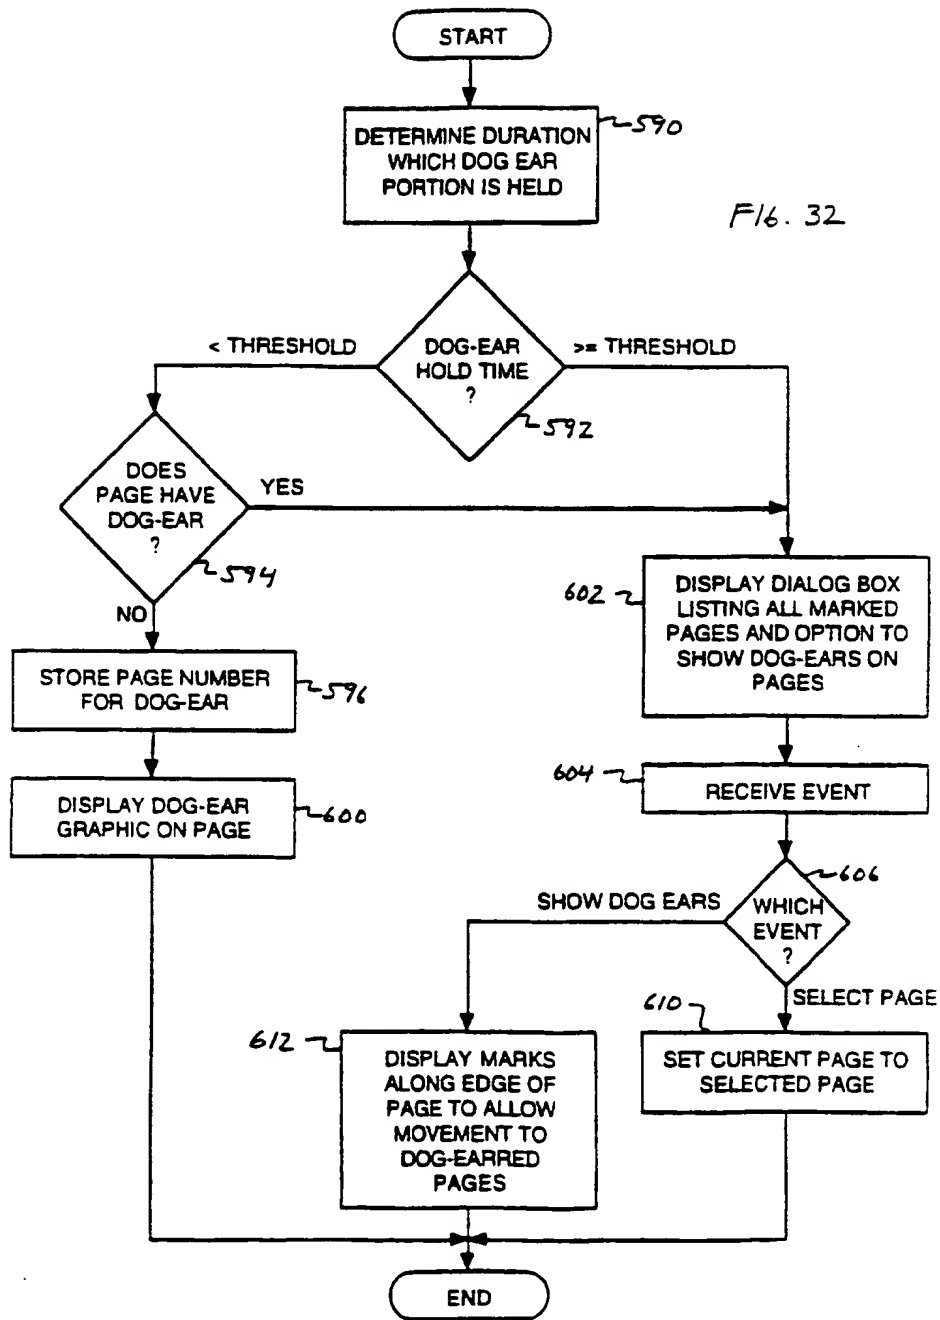 START
DETERMINE DURATION
WHICH DOG EAR
PORTION IS HELD
590
FIG. 32
< THRESHOLD
DOG-EAR
HOLD TIME
?
>= THRESHOLD
592
DOES
PAGE HAVE
DOG-EAR
?
YES
594
NO
602
DISPLAY DIALOG BOX
LISTING ALL MARKED
PAGES AND OPTION TO
SHOW DOG-EARS ON
PAGES
STORE PAGE NUMBER
FOR DOG-EAR
596
604
RECEIVE EVENT
DISPLAY DOG-EAR
GRAPHIC ON PAGE
600
606
SHOW DOG EARS
WHICH
EVENT
?
SELECT PAGE
610
SET CURRENT PAGE TO
SELECTED PAGE
612
DISPLAY MARKS
ALONG EDGE OF
PAGE TO ALLOW
MOVEMENT TO
DOG-EARRED
PAGES
END